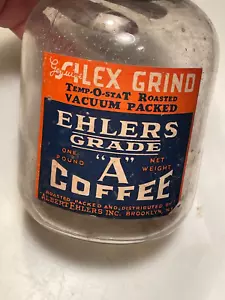 Genuine SILEX GRIND
TEMP-O-STAT ROASTED
VACUUM PACKED
EHLERS
GRADE
"A"
ONE POUND
NET WEIGHT
COFFEE
ROASTED, PACKED AND DISTRIBUTED BY
ALBERT EHLERS INC. BROOKLYN, N.Y.